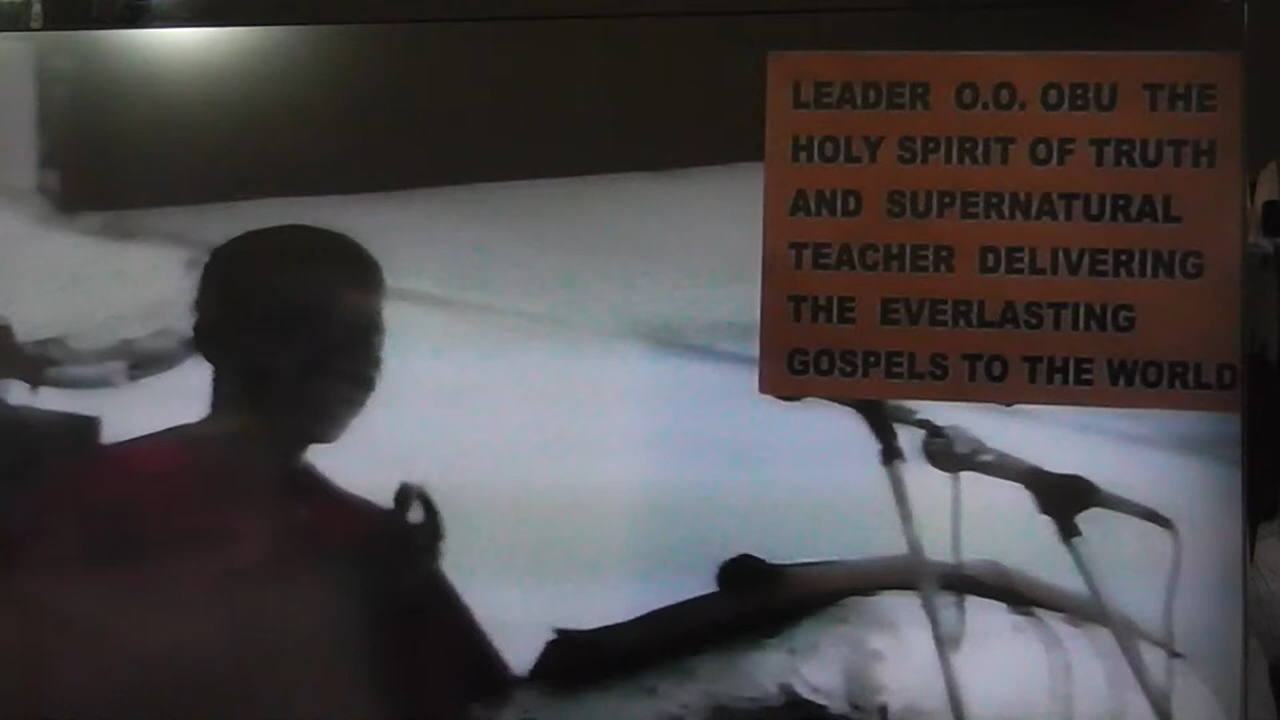 LEADER O.O. OBU THE
HOLY SPIRIT OF TRUTH
AND SUPERNATURAL
TEACHER DELIVERING
THE EVERLASTING
GOSPELS TO THE WORLD